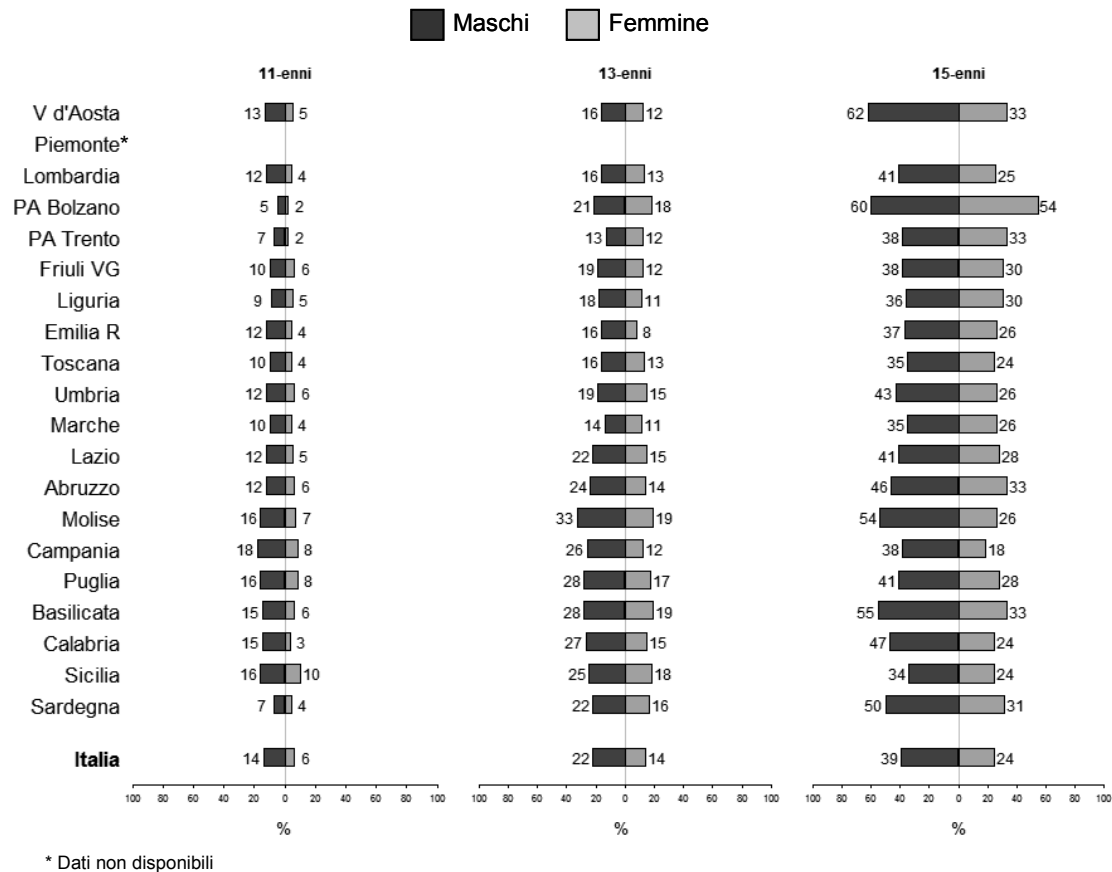 Maschi Femmine
11-enni 13-enni 15-enni
V d'Aosta 13 5 16 12 62 33
Piemonte*
Lombardia 12 4 16 13 41 25
PA Bolzano 5 2 21 18 60 54
PA Trento 7 2 13 12 38 33
Friuli VG 10 6 19 12 38 30
Liguria 9 5 18 11 36 30
Emilia R 12 4 16 8 37 26
Toscana 10 4 16 13 35 24
Umbria 12 6 19 15 43 26
Marche 10 4 14 11 35 26
Lazio 12 5 22 15 41 28
Abruzzo 12 6 24 14 46 33
Molise 16 7 33 19 54 26
Campania 18 8 26 12 38 18
Puglia 16 8 28 17 41 28
Basilicata 15 6 28 19 55 33
Calabria 15 3 27 15 47 24
Sicilia 16 10 25 18 34 24
Sardegna 7 4 22 16 50 31
Italia 14 6 22 14 39 24
100 80 60 40 20 0 20 40 60 80 100 100 80 60 40 20 0 20 40 60 80 100 100 80 60 40 20 0 20 40 60 80 100
% % %
* Dati non disponibili